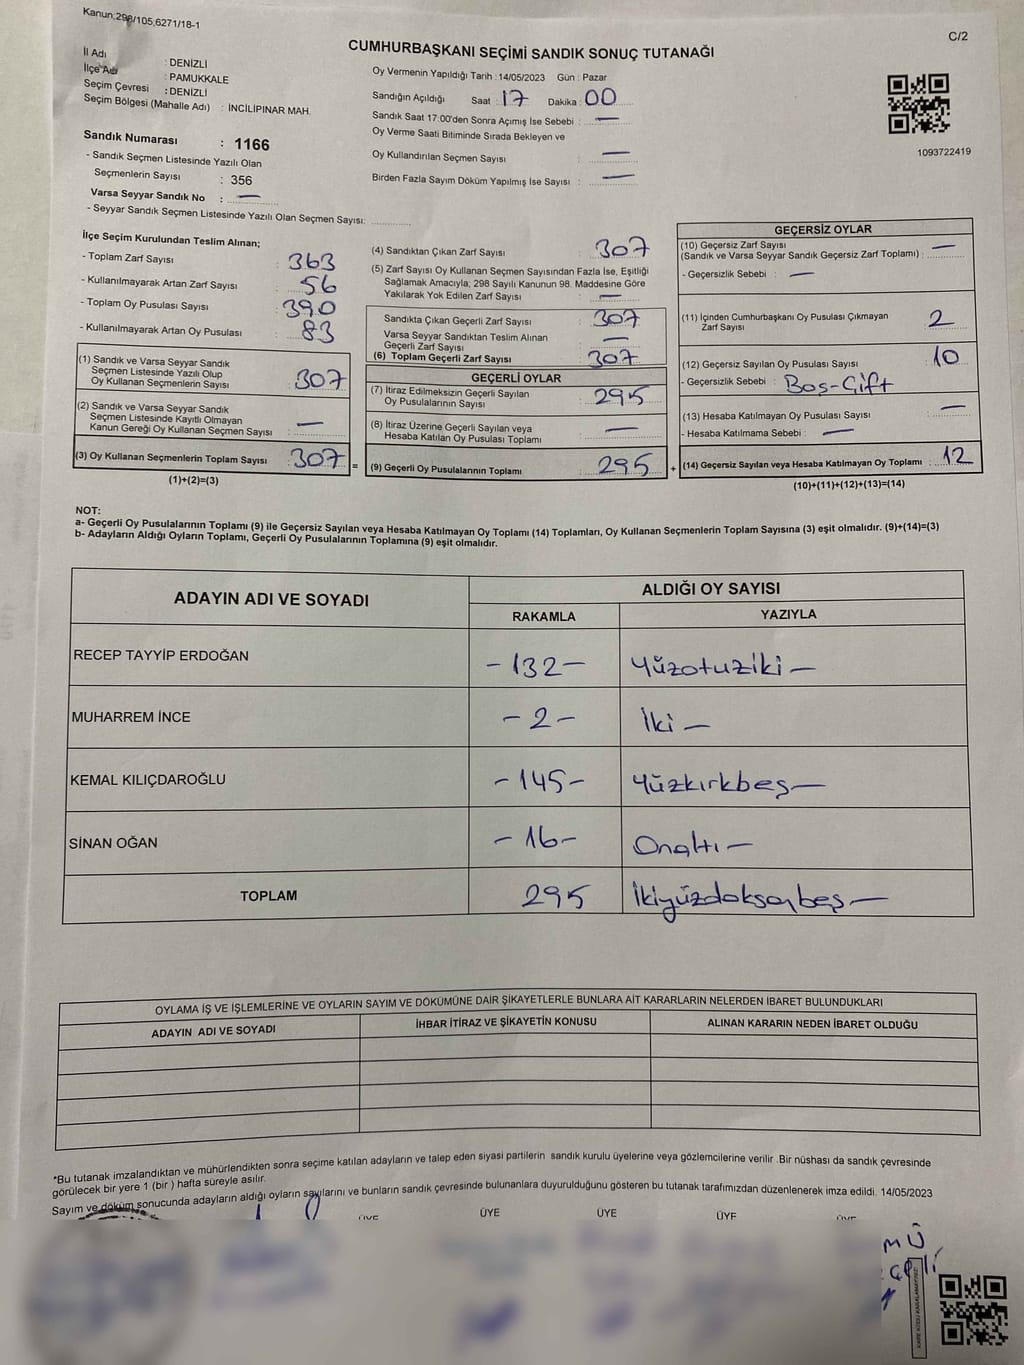 Kanun:298/105,6271/18-1
C/2
CUMHURBAŞKANI SEÇİMİ SANDIK SONUÇ TUTANAĞI
İl Adı : DENİZLİ
İlçe Adı : PAMUKKALE
Seçim Çevresi : DENİZLİ
Seçim Bölgesi (Mahalle Adı) : İNCİLİPINAR MAH.
Sandık Numarası : 1166
- Sandık Seçmen Listesinde Yazılı Olan
Seçmenlerin Sayısı : 356
Varsa Seyyar Sandık No : —
- Seyyar Sandık Seçmen Listesinde Yazılı Olan Seçmen Sayısı:
Oy Vermenin Yapıldığı Tarih : 14/05/2023 Gün : Pazar
Sandığın Açıldığı Saat : 17 Dakika : 00
Sandık Saat 17:00'den Sonra Açımış İse Sebebi : —
Oy Verme Saati Bitiminde Sırada Bekleyen ve
Oy Kullandırılan Seçmen Sayısı : —
Birden Fazla Sayım Döküm Yapılmış İse Sayısı : —
1093722419
İlçe Seçim Kurulundan Teslim Alınan;
- Toplam Zarf Sayısı : 363
- Kullanılmayarak Artan Zarf Sayısı : 56
- Toplam Oy Pusulası Sayısı : 390
- Kullanılmayarak Artan Oy Pusulası : 83
(1) Sandık ve Varsa Seyyar Sandık
Seçmen Listesinde Yazılı Olup
Oy Kullanan Seçmenlerin Sayısı : 307
(2) Sandık ve Varsa Seyyar Sandık
Seçmen Listesinde Kayıtlı Olmayan
Kanun Gereği Oy Kullanan Seçmen Sayısı : —
(3) Oy Kullanan Seçmenlerin Toplam Sayısı : 307
(1)+(2)=(3)
=
(4) Sandıktan Çıkan Zarf Sayısı : 307
(5) Zarf Sayısı Oy Kullanan Seçmen Sayısından Fazla İse, Eşitliği
Sağlamak Amacıyla, 298 Sayılı Kanunun 98. Maddesine Göre
Yakılarak Yok Edilen Zarf Sayısı : —
Sandıkta Çıkan Geçerli Zarf Sayısı : 307
Varsa Seyyar Sandıktan Teslim Alınan
Geçerli Zarf Sayısı : —
(6) Toplam Geçerli Zarf Sayısı : 307
GEÇERLİ OYLAR
(7) İtiraz Edilmeksizin Geçerli Sayılan
Oy Pusulalarının Sayısı : 295
(8) İtiraz Üzerine Geçerli Sayılan veya
Hesaba Katılan Oy Pusulası Toplamı : —
(9) Geçerli Oy Pusulalarının Toplamı : 295
+
GEÇERSİZ OYLAR
(10) Geçersiz Zarf Sayısı
(Sandık ve Varsa Seyyar Sandık Geçersiz Zarf Toplamı) : —
- Geçersizlik Sebebi : —
(11) İçinden Cumhurbaşkanı Oy Pusulası Çıkmayan
Zarf Sayısı : 2
(12) Geçersiz Sayılan Oy Pusulası Sayısı : 10
- Geçersizlik Sebebi : Boş-Çift
(13) Hesaba Katılmayan Oy Pusulası Sayısı : —
- Hesaba Katılmama Sebebi : —
(14) Geçersiz Sayılan veya Hesaba Katılmayan Oy Toplamı : 12
(10)+(11)+(12)+(13)=(14)
NOT:
a- Geçerli Oy Pusulalarının Toplamı (9) ile Geçersiz Sayılan veya Hesaba Katılmayan Oy Toplamı (14) Toplamları, Oy Kullanan Seçmenlerin Toplam Sayısına (3) eşit olmalıdır. (9)+(14)=(3)
b- Adayların Aldığı Oyların Toplamı, Geçerli Oy Pusulalarının Toplamına (9) eşit olmalıdır.
ADAYIN ADI VE SOYADI
ALDIĞI OY SAYISI
RAKAMLA YAZIYLA
RECEP TAYYİP ERDOĞAN -132- Yüzotuziki—
MUHARREM İNCE -2- İki—
KEMAL KILIÇDAROĞLU -145- Yüzkırkbeş—
SİNAN OĞAN -16- Onaltı—
TOPLAM 295 İkiyüzdoksanbeş—
OYLAMA İŞ VE İŞLEMLERİNE VE OYLARIN SAYIM VE DÖKÜMÜNE DAİR ŞİKAYETLERLE BUNLARA AİT KARARLARIN NELERDEN İBARET BULUNDUKLARI
ADAYIN ADI VE SOYADI İHBAR İTİRAZ VE ŞİKAYETİN KONUSU ALINAN KARARIN NEDEN İBARET OLDUĞU
*Bu tutanak imzalandıktan ve mühürlendikten sonra seçime katılan adayların ve talep eden siyasi partilerin sandık kurulu üyelerine veya gözlemcilerine verilir .Bir nüshası da sandık çevresinde
görülecek bir yere 1 (bir ) hafta süreyle asılır.
Sayım ve döküm sonucunda adayların aldığı oyların sayılarını ve bunların sandık çevresinde bulunanlara duyurulduğunu gösteren bu tutanak tarafımızdan düzenlenerek imza edildi. 14/05/2023
ÜYE ÜYE ÜYE ÜYE ÜYE
MÜ